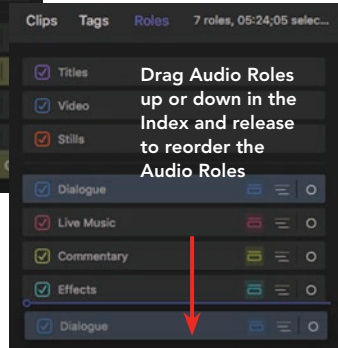 Clips Tags Roles 7 roles, 05:24;05 selec...
Titles
Video
Stills
Drag Audio Roles
up or down in the
Index and release
to reorder the
Audio Roles
Dialogue
Live Music
Commentary
Effects
Dialogue